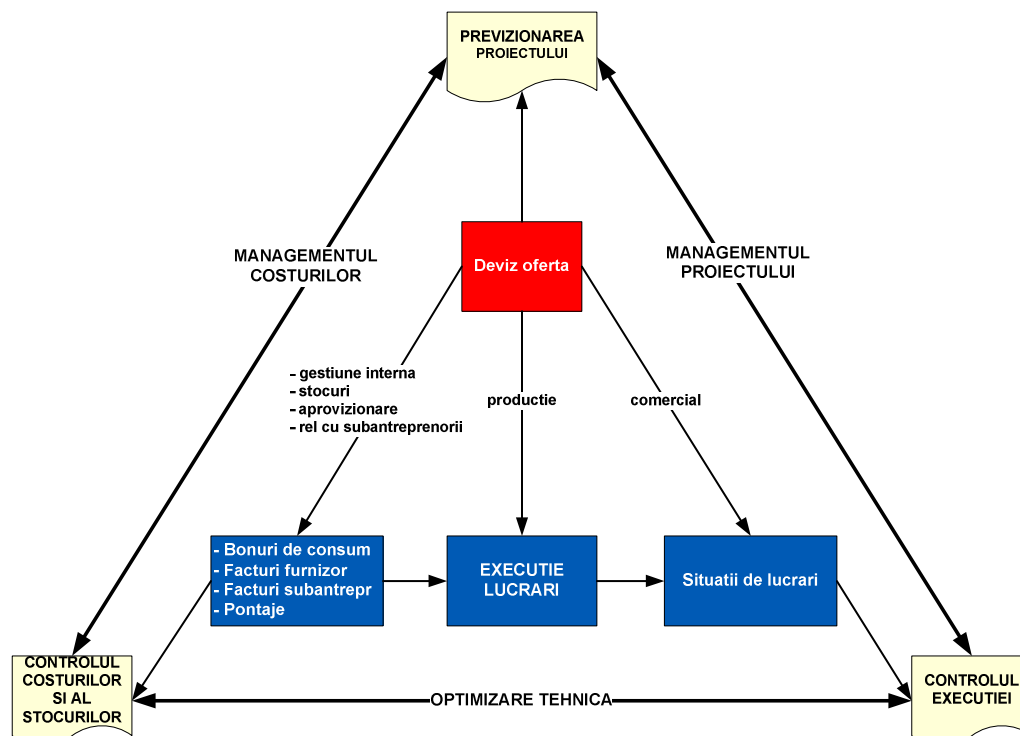 PREVIZIONAREA
PROIECTULUI
MANAGEMENTUL
COSTURILOR
Deviz oferta
MANAGEMENTUL
PROIECTULUI
- gestiune interna
- stocuri
- aprovizionare
- rel cu subantreprenorii
productie
comercial
- Bonuri de consum
- Facturi furnizor
- Facturi subantrepr
- Pontaje
EXECUTIE
LUCRARI
Situatii de lucrari
CONTROLUL
COSTURILOR
SI AL
STOCURILOR
OPTIMIZARE TEHNICA
CONTROLUL
EXECUTIEI